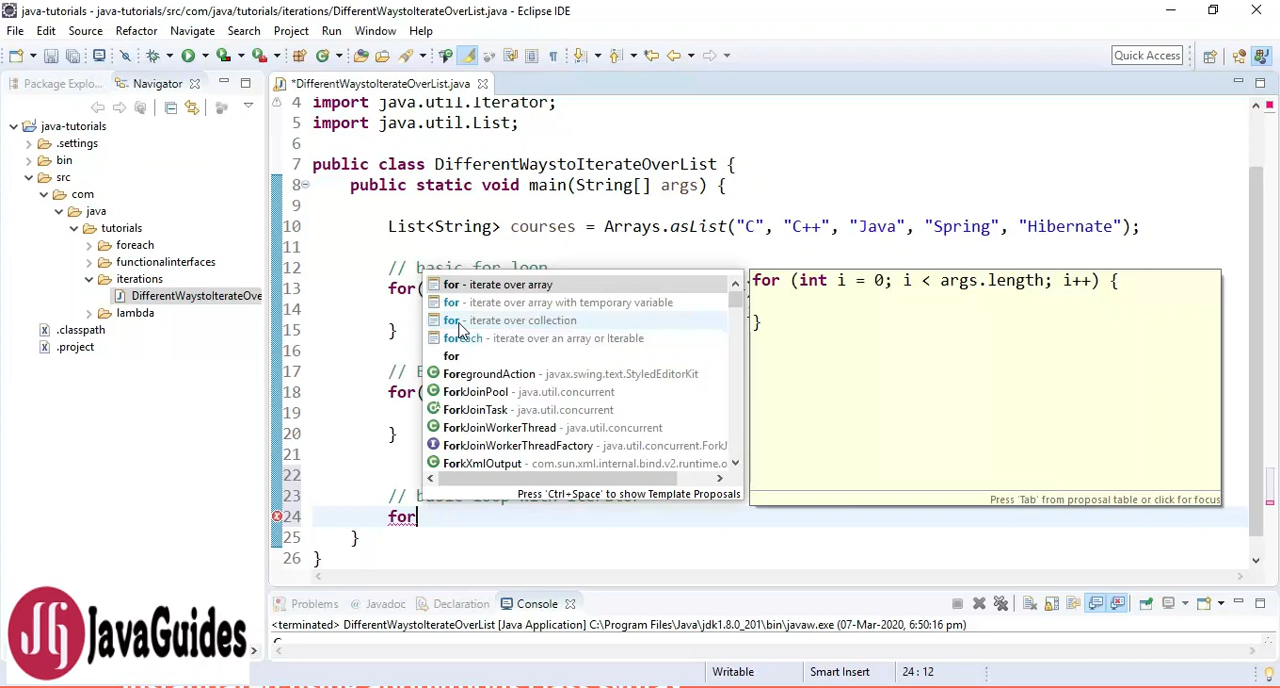 java-tutorials - java-tutorials/src/com/java/tutorials/iterations/DifferentWaystoIterateOverList.java - Eclipse IDE
File Edit Source Refactor Navigate Search Project Run Window Help
Quick Access
Package Explo... Navigator
*DifferentWaystoIterateOverList.java
java-tutorials
.settings
bin
src
com
java
tutorials
foreach
functionalinterfaces
iterations
DifferentWaystoIterateOve
lambda
.classpath
.project
4 import java.util.Iterator;
5 import java.util.List;
6
7 public class DifferentWaystoIterateOverList {
8 public static void main(String[] args) {
9
10 List<String> courses = Arrays.asList("C", "C++", "Java", "Spring", "Hibernate");
11
12 // basic for loop
13 for(
14
15 }
16
17 // E
18 for(
19
20 }
21
22
23 // basic loop with iterator
24 for
25 }
26 }
for - iterate over array
for - iterate over array with temporary variable
for - iterate over collection
foreach - iterate over an array or Iterable
for
ForegroundAction - javax.swing.text.StyledEditorKit
ForkJoinPool - java.util.concurrent
ForkJoinTask - java.util.concurrent
ForkJoinWorkerThread - java.util.concurrent
ForkJoinWorkerThreadFactory - java.util.concurrent.ForkJ
ForkXmlOutput - com.sun.xml.internal.bind.v2.runtime.o
Press 'Ctrl+Space' to show Template Proposals
for (int i = 0; i < args.length; i++) {
}
Press 'Tab' from proposal table or click for focus
Problems Javadoc Declaration Console
<terminated> DifferentWaystoIterateOverList [Java Application] C:\Program Files\Java\jdk1.8.0_201\bin\javaw.exe (07-Mar-2020, 6:50:16 pm)
JG JavaGuides
Writable Smart Insert 24 : 12